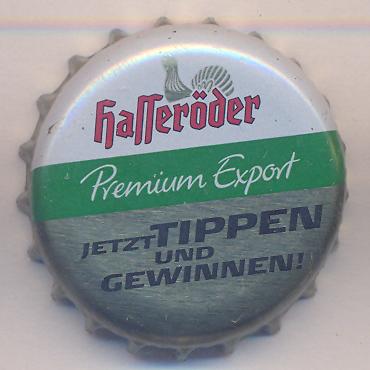 Hasseröder
Premium Export
JETZT TIPPEN
UND
GEWINNEN!